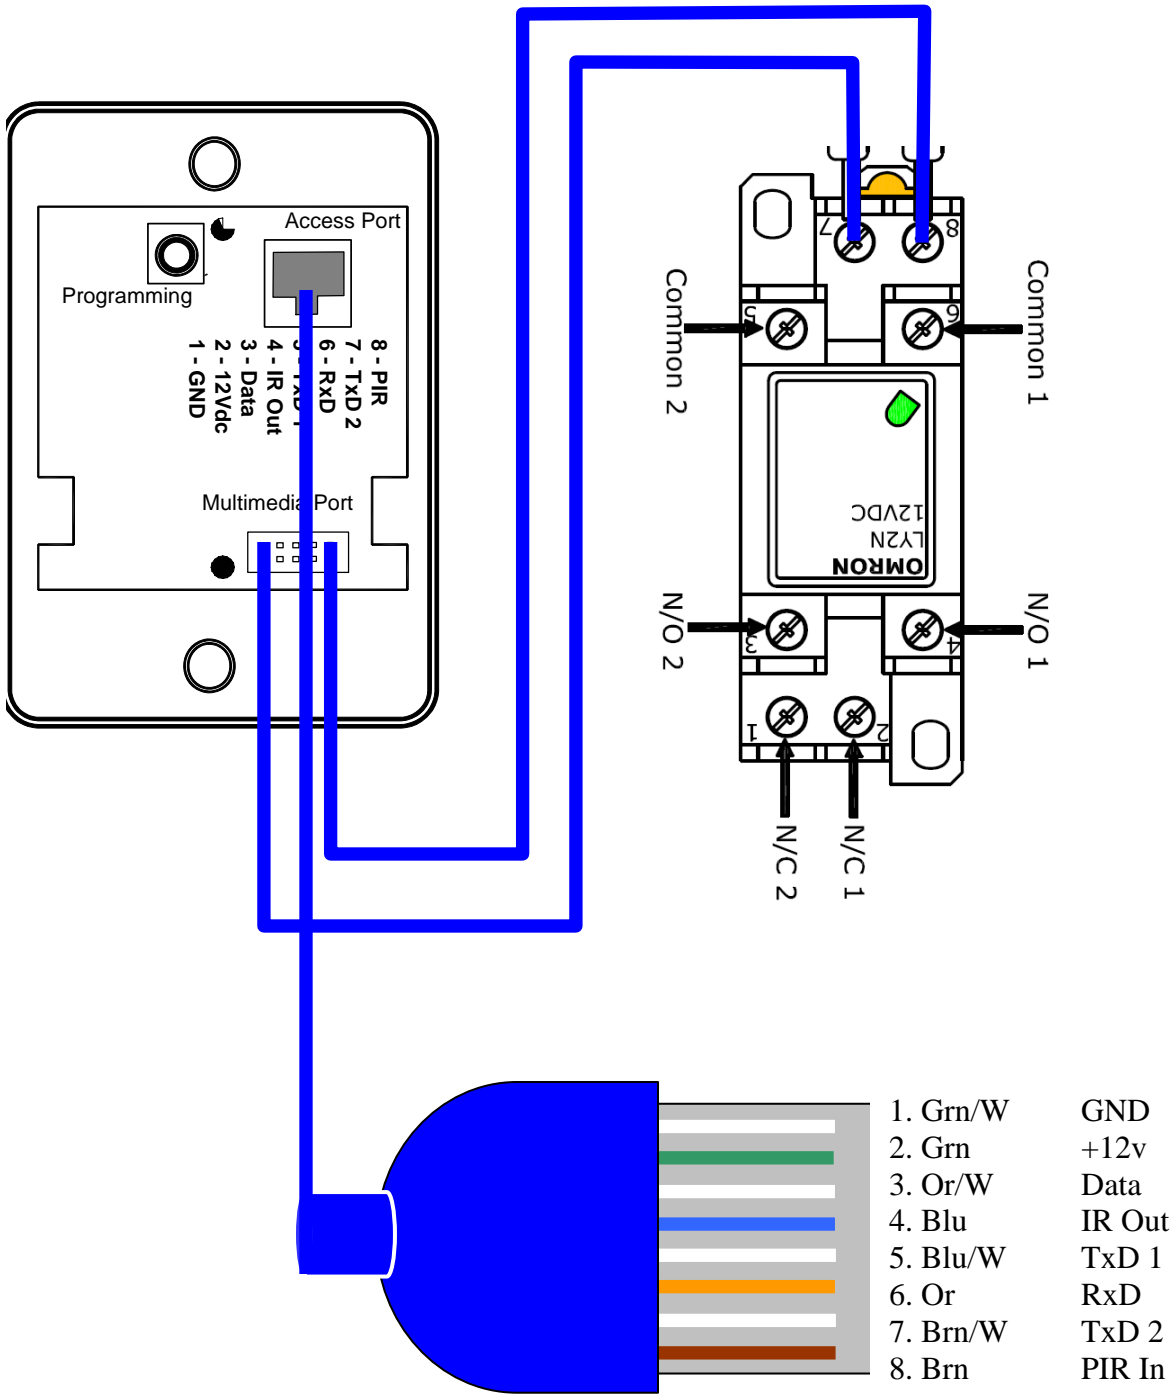 Access Port
Programming
1 - GND
2 - 12Vdc
3 - Data
4 - IR Out
5 - TxD 1
6 - RxD
7 - TxD 2
8 - PIR
Multimedia Port
7
8
Common 2
5
6
Common 1
12VDC
LY2N
OMRON
N/O 2
3
4
N/O 1
1
2
N/C 2
N/C 1
1. Grn/W GND
2. Grn +12v
3. Or/W Data
4. Blu IR Out
5. Blu/W TxD 1
6. Or RxD
7. Brn/W TxD 2
8. Brn PIR In